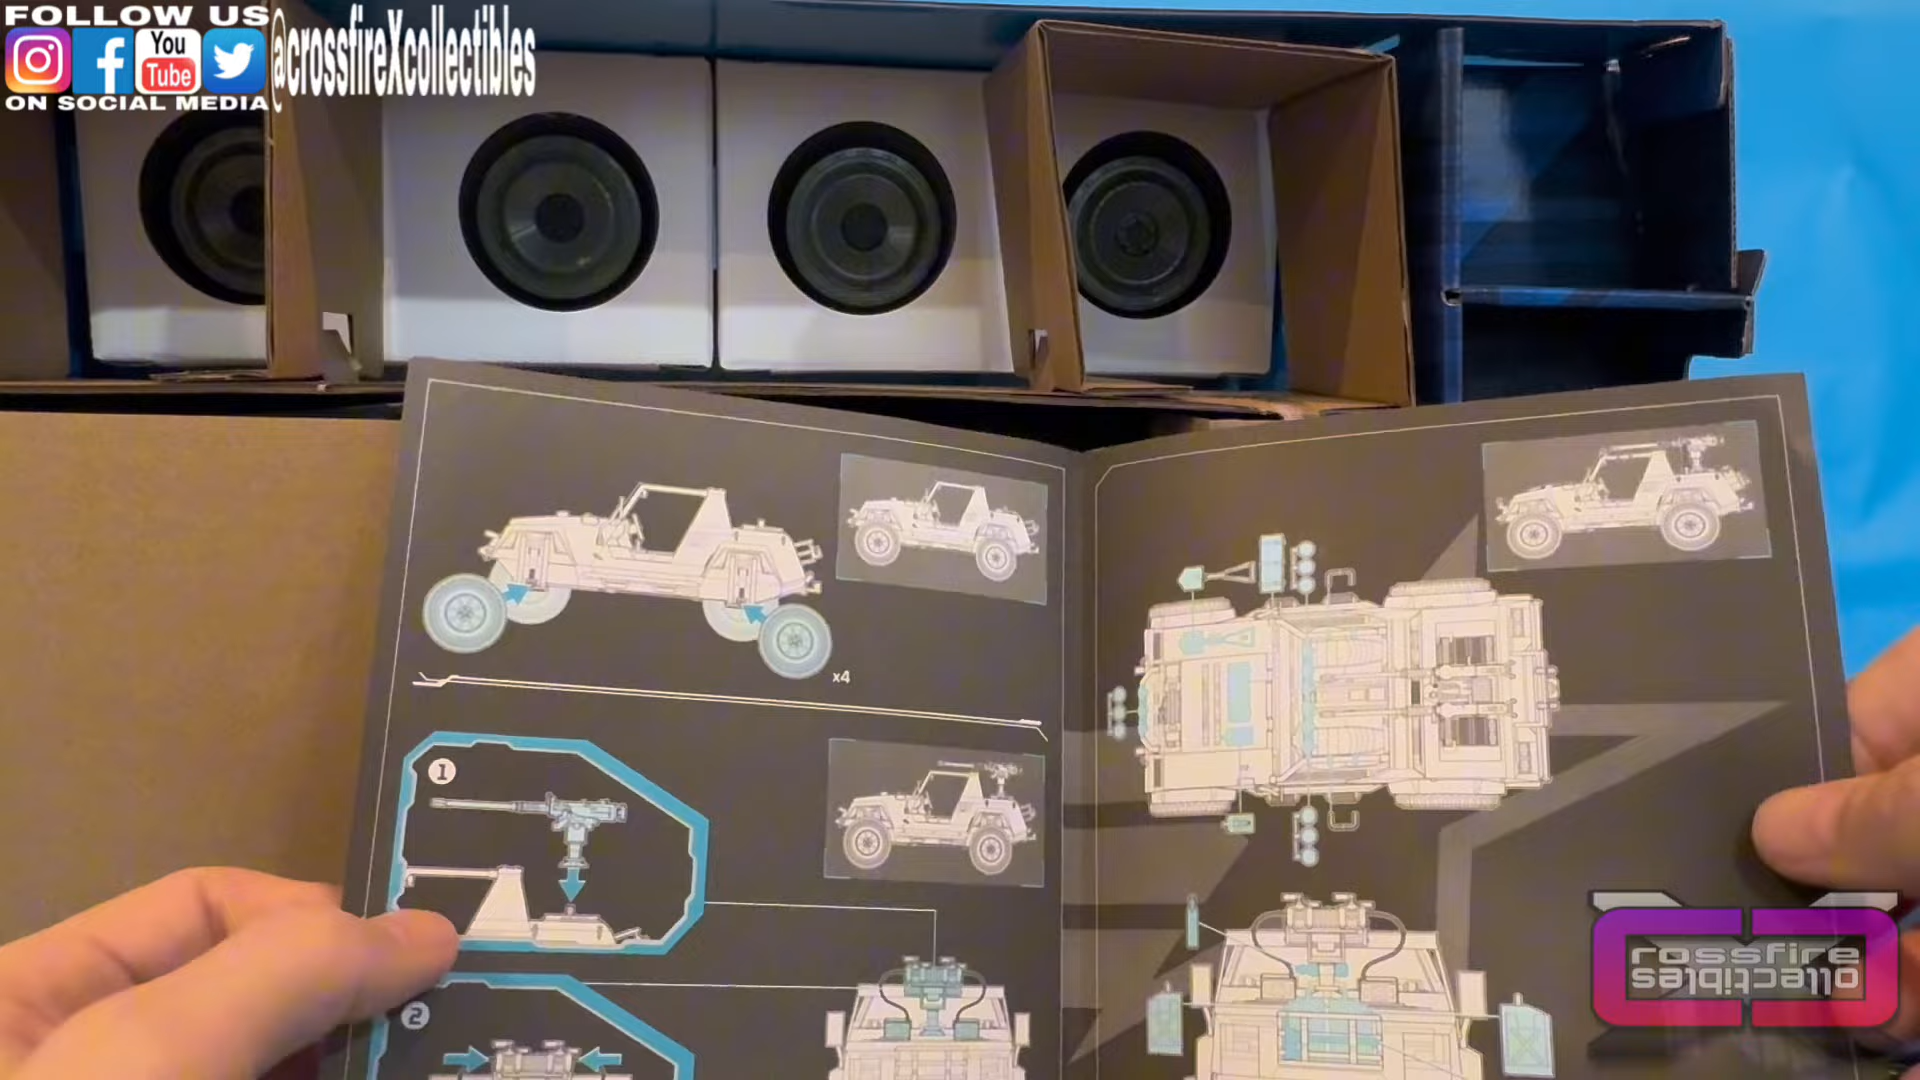 FOLLOW US
You
Tube
ON SOCIAL MEDIA
@crossfireXcollectibles
x4
1
2
rossfire
ollectibles